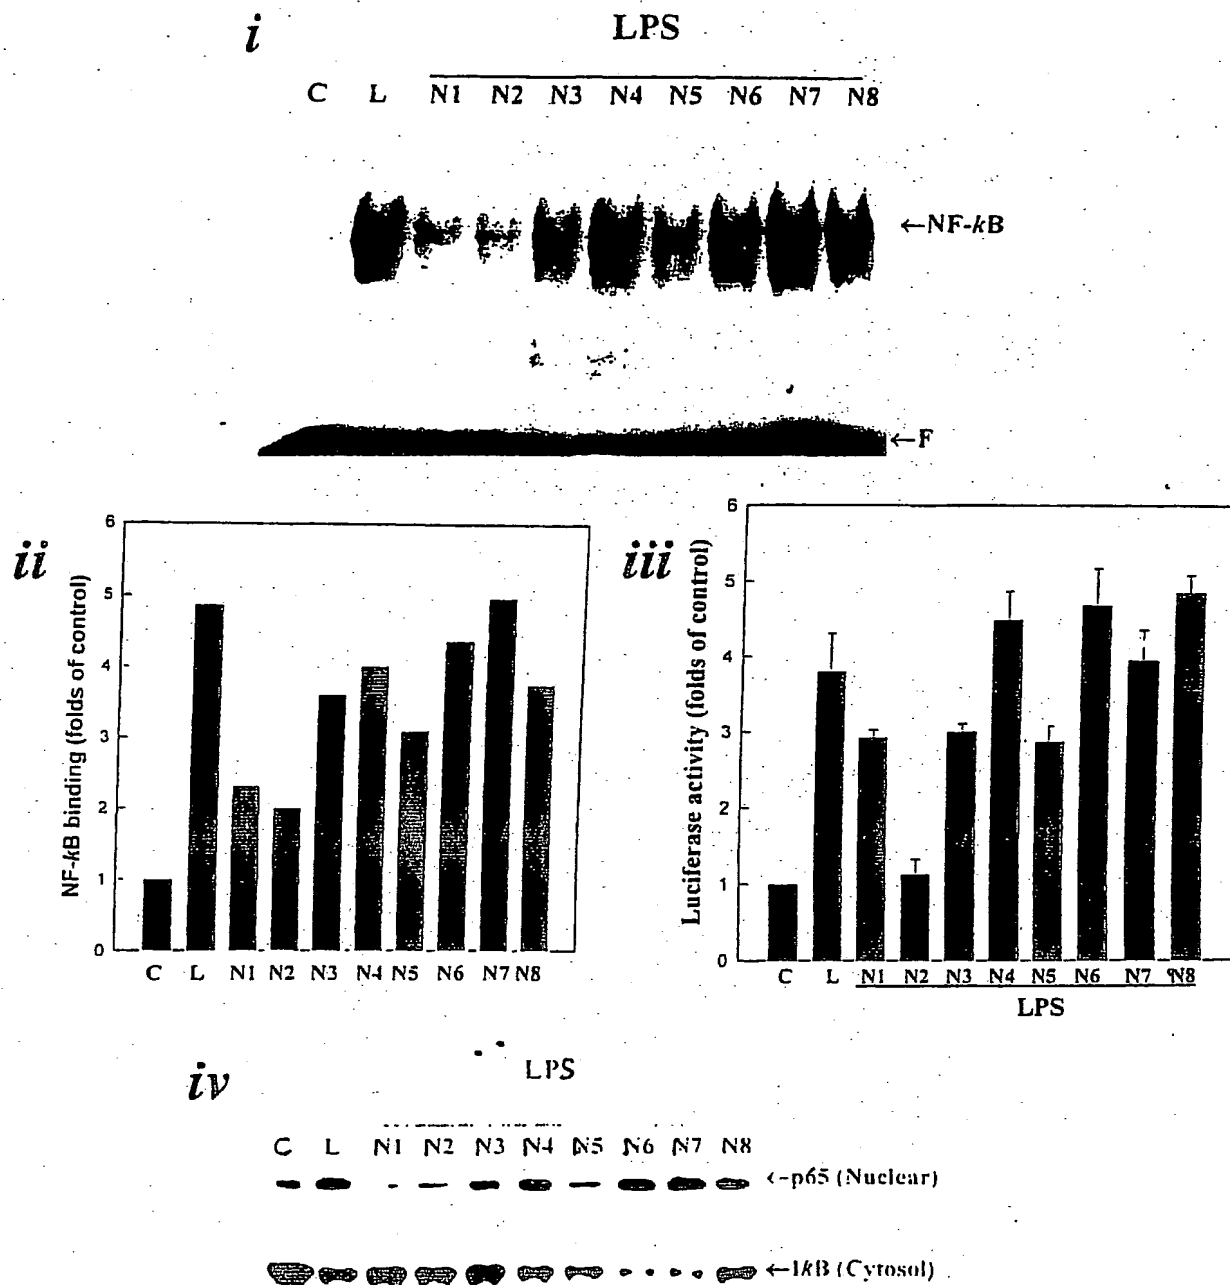 i
LPS
C L N1 N2 N3 N4 N5 N6 N7 N8
←NF-kB
←F
ii
NF-kB binding (folds of control)
6
5
4
3
2
1
0
C L N1 N2 N3 N4 N5 N6 N7 N8
iii
Luciferase activity (folds of control)
6
5
4
3
2
1
0
C L N1 N2 N3 N4 N5 N6 N7 N8
LPS
iv
LPS
C L N1 N2 N3 N4 N5 N6 N7 N8
←p65 (Nuclear)
←IkB (Cytosol)